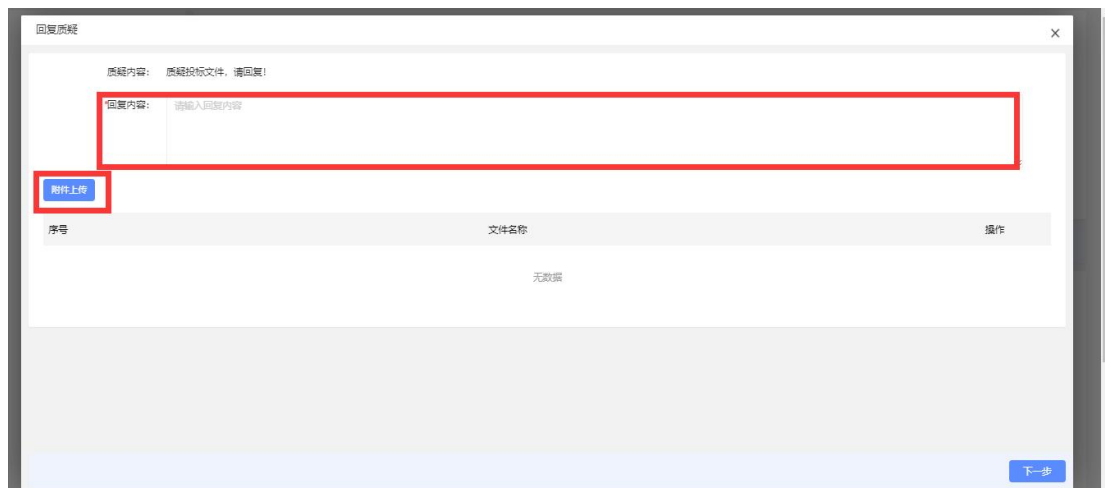 回复质疑
质疑内容： 质疑投标文件，请回复！
*回复内容： 请输入回复内容
附件上传
序号 文件名称 操作
无数据
下一步